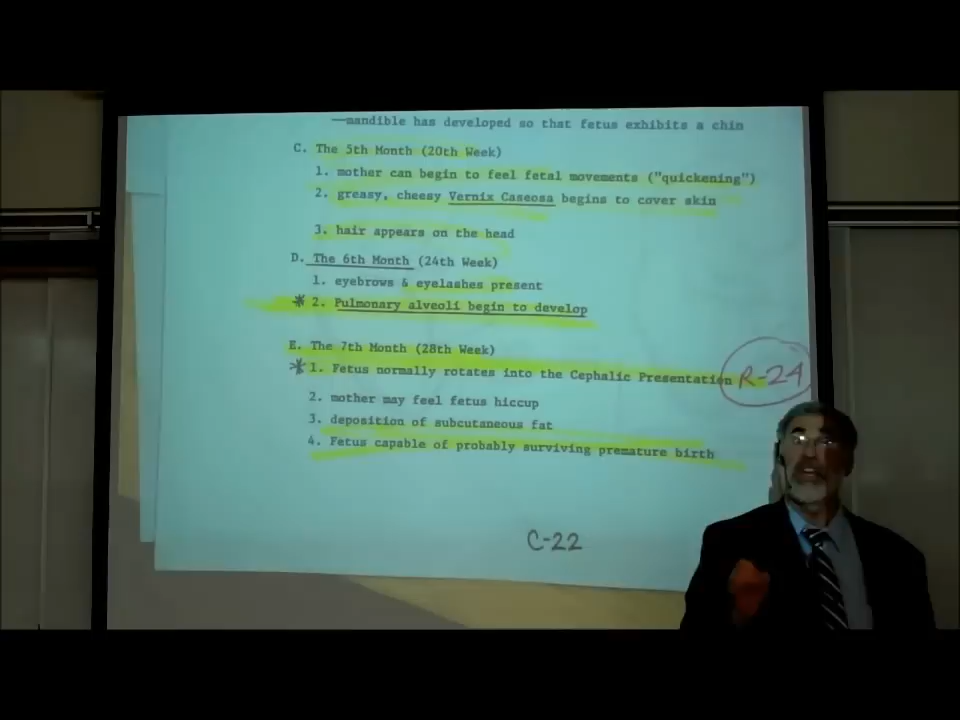 —mandible has developed so that fetus exhibits a chin
C. The 5th Month (20th Week)
1. mother can begin to feel fetal movements ("quickening")
2. greasy, cheesy Vernix Caseosa begins to cover skin
3. hair appears on the head
D. The 6th Month (24th Week)
1. eyebrows & eyelashes present
* 2. Pulmonary alveoli begin to develop
E. The 7th Month (28th Week)
* 1. Fetus normally rotates into the Cephalic Presentation R-24
2. mother may feel fetus hiccup
3. deposition of subcutaneous fat
4. Fetus capable of probably surviving premature birth
C-22